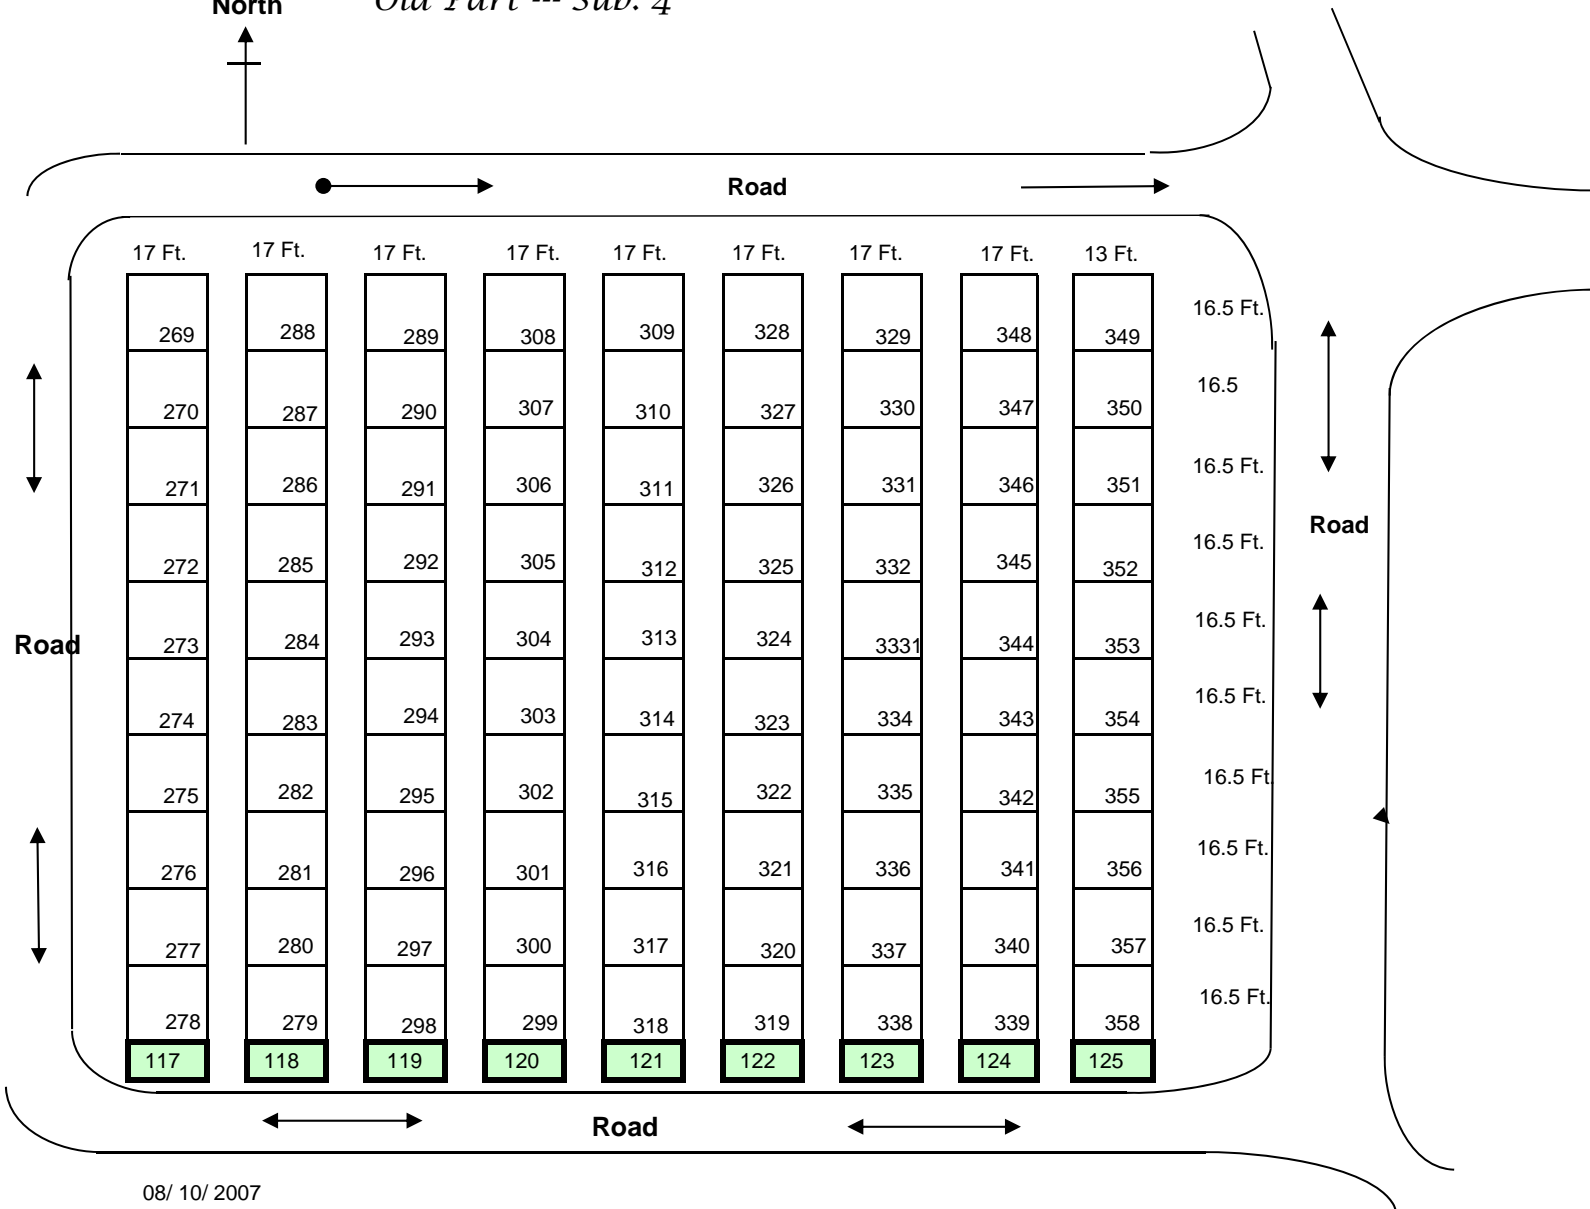 North Old Part --- Sub. 4
Road
17 Ft. 17 Ft. 17 Ft. 17 Ft. 17 Ft. 17 Ft. 17 Ft. 17 Ft. 13 Ft.
269 288 289 308 309 328 329 348 349 16.5 Ft.
270 287 290 307 310 327 330 347 350 16.5
271 286 291 306 311 326 331 346 351 16.5 Ft.
Road
272 285 292 305 312 325 332 345 352 16.5 Ft.
Road 273 284 293 304 313 324 3331 344 353 16.5 Ft.
274 283 294 303 314 323 334 343 354 16.5 Ft.
275 282 295 302 315 322 335 342 355 16.5 Ft.
276 281 296 301 316 321 336 341 356 16.5 Ft.
277 280 297 300 317 320 337 340 357 16.5 Ft.
278 279 298 299 318 319 338 339 358 16.5 Ft.
117 118 119 120 121 122 123 124 125
Road
08/ 10/ 2007